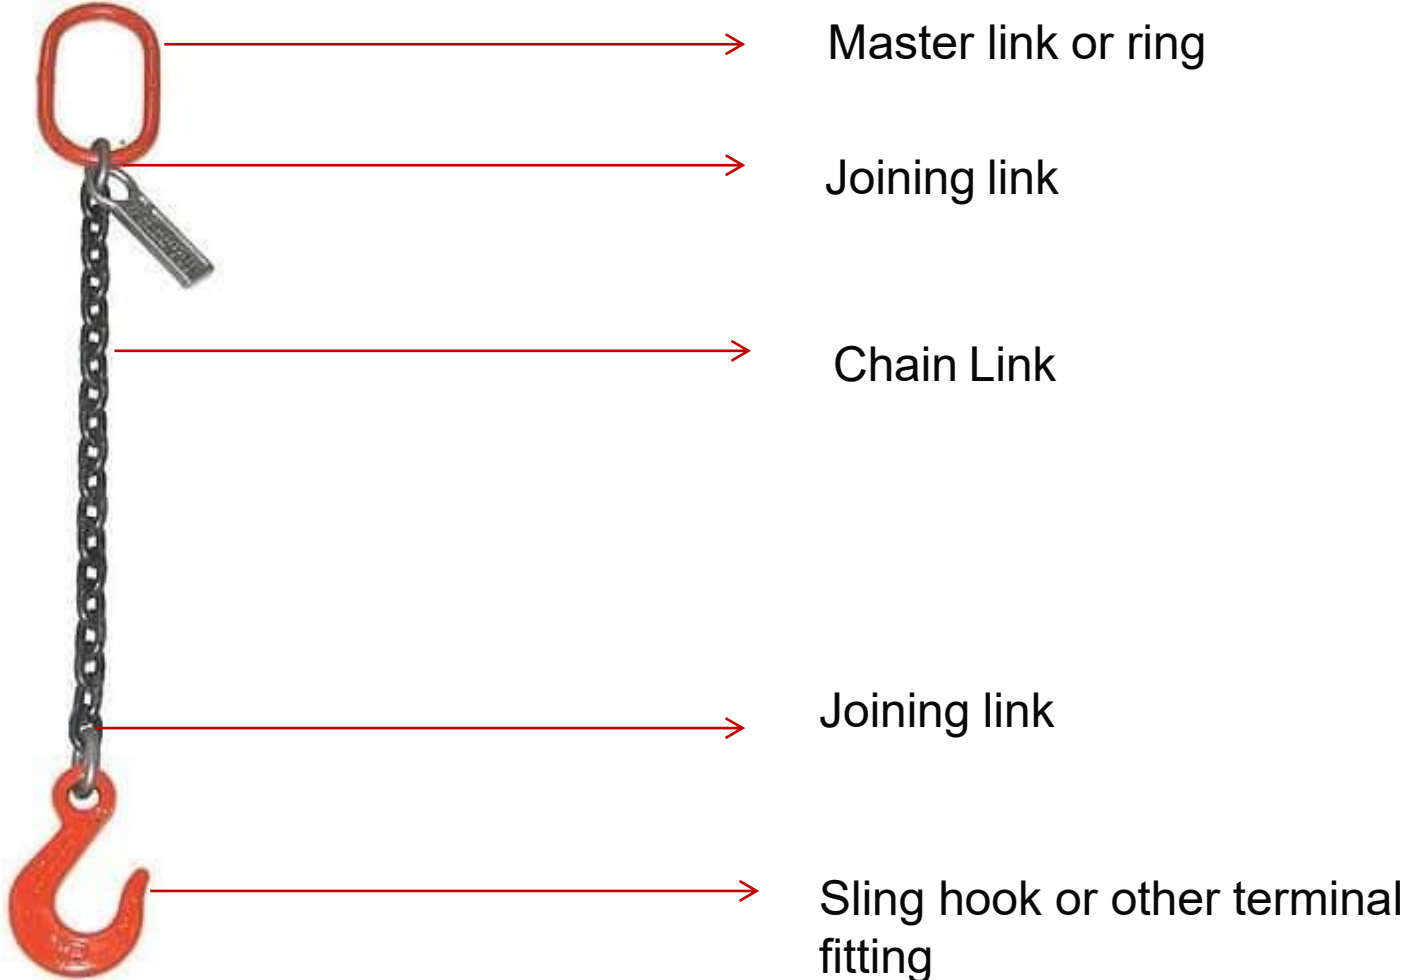 Master link or ring
Joining link
Chain Link
Joining link
Sling hook or other terminal
fitting